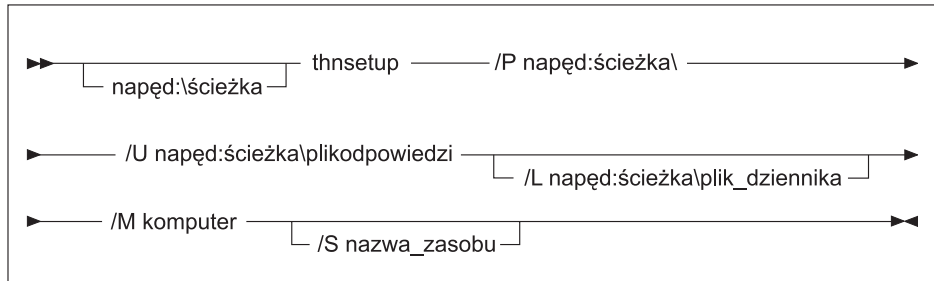 thnsetup /P napęd:ścieżka\
napęd:\ścieżka
/U napęd:ścieżka\plikodpowiedzi
/L napęd:ścieżka\plik_dziennika
/M komputer
/S nazwa_zasobu